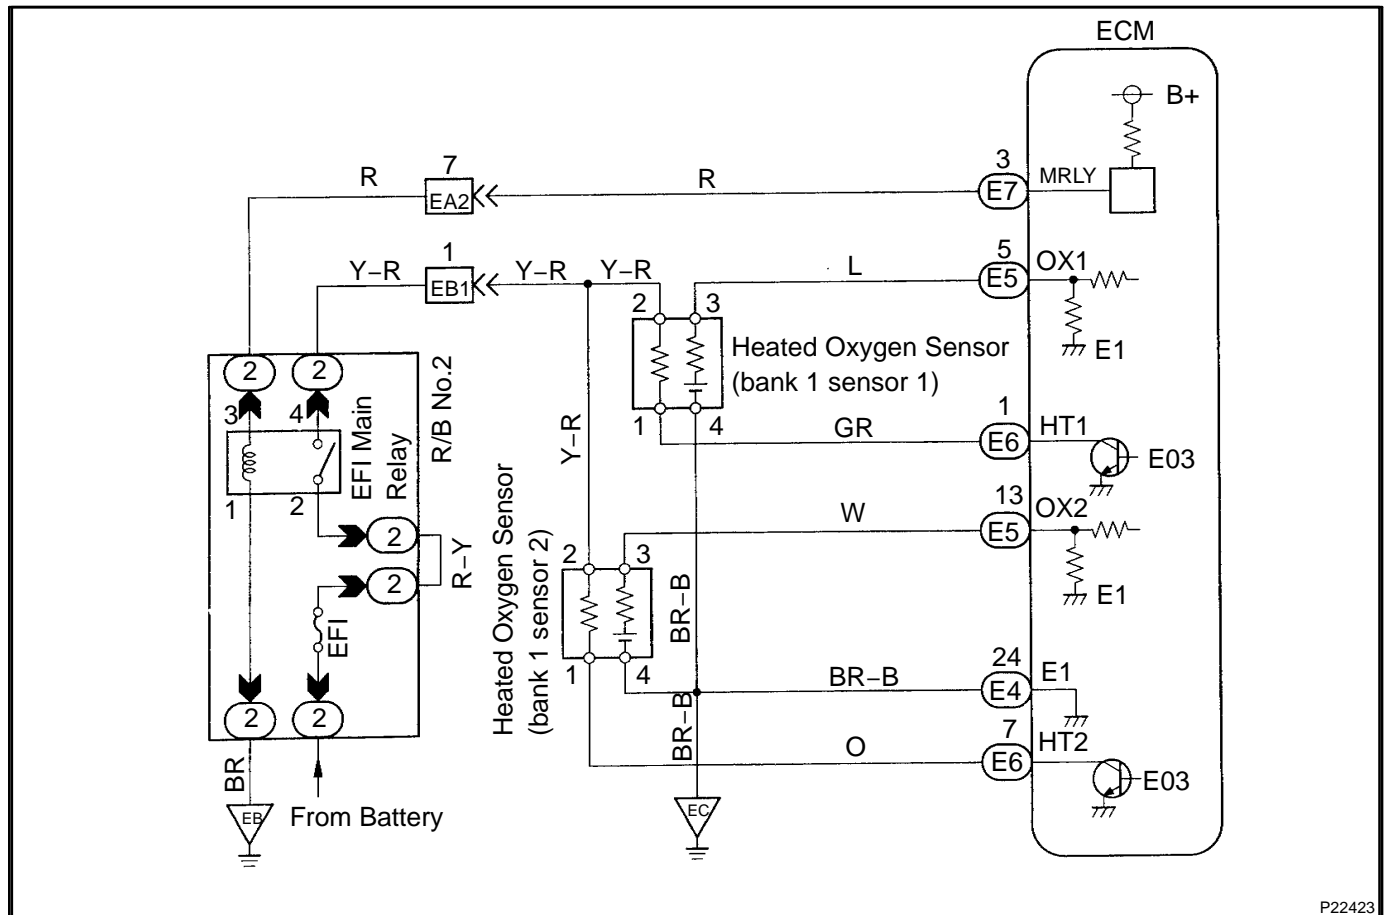 ECM
B+
7
3
R
EA2
R
E7
MRLY
1
5
Y–R
EB1
Y–R
Y–R
L
E5
OX1
2
3
E1
Heated Oxygen Sensor
(bank 1 sensor 1)
2
2
3
4
R/B No.2
EFI Main
Relay
1
2
1
4
GR
1
E6
HT1
E03
Y–R
Heated Oxygen Sensor
(bank 1 sensor 2)
W
13
E5
OX2
2
R–Y
2
EFI
2
3
E1
BR–B
1
4
BR–B
24
E4
E1
2
2
BR–B
O
7
E6
HT2
E03
BR
EB
From Battery
EC
P22423